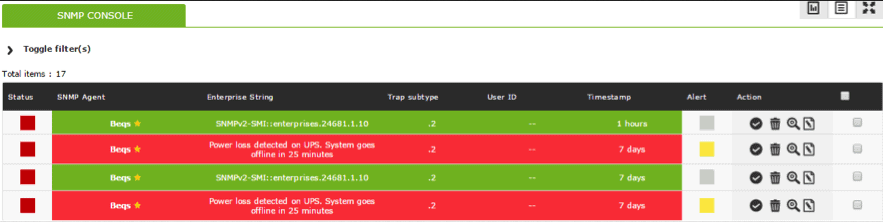 SNMP CONSOLE
Toggle filter(s)
Total items : 17
Status SNMP Agent Enterprise String Trap subtype User ID Timestamp Alert Action
Beqs SNMPv2-SMI::enterprises.24681.1.10 .2 -- 1 hours
Beqs Power loss detected on UPS. System goes offline in 25 minutes .2 -- 7 days
Beqs SNMPv2-SMI::enterprises.24681.1.10 .2 -- 7 days
Beqs Power loss detected on UPS. System goes offline in 25 minutes .2 -- 7 days